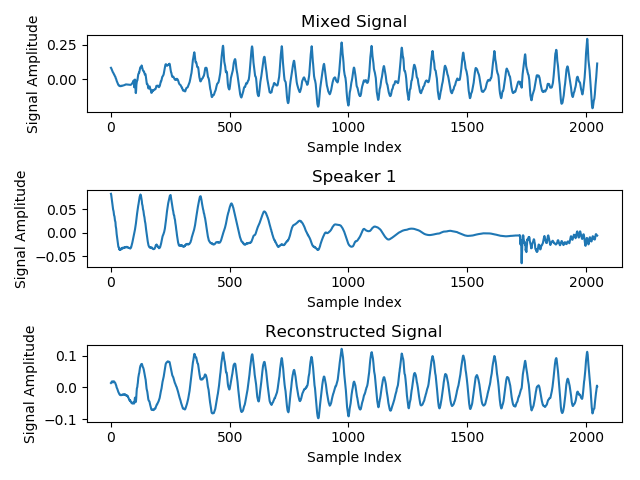 Mixed Signal
Signal Amplitude
0.25
0.00
0 500 1000 1500 2000
Sample Index
Speaker 1
Signal Amplitude
0.05
0.00
−0.05
0 500 1000 1500 2000
Sample Index
Reconstructed Signal
Signal Amplitude
0.1
0.0
−0.1
0 500 1000 1500 2000
Sample Index